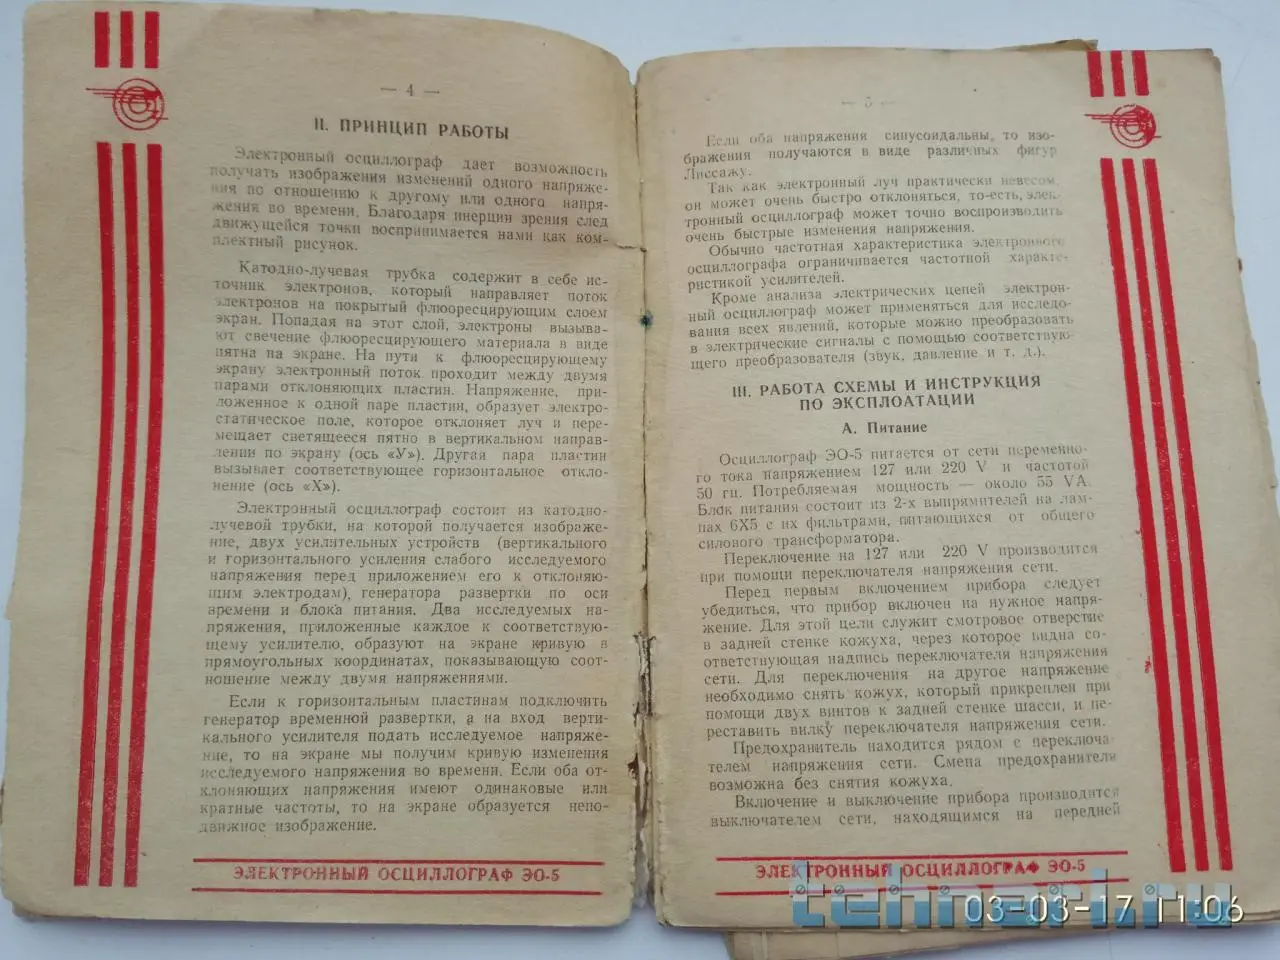 — 4 —
II. ПРИНЦИП РАБОТЫ
Электронный осциллограф дает возможность
получать изображения изменений одного напряже-
ния по отношению к другому или одного напря-
жения во времени. Благодаря инерции зрения след
движущейся точки воспринимается нами как ком-
плектный рисунок.
Катодно-лучевая трубка содержит в себе ис-
точник электронов, который направляет поток
электронов на покрытый флюоресцирующим слоем
экран. Попадая на этот слой, электроны вызыва-
ют свечение флюоресцирующего материала в виде
пятна на экране. На пути к флюоресцирующему
экрану электронный поток проходит между двумя
парами отклоняющих пластин. Напряжение, при-
ложенное к одной паре пластин, образует электро-
статическое поле, которое отклоняет луч и пере-
мещает светящееся пятно в вертикальном направ-
лении по экрану (ось «У»). Другая пара пластин
вызывает соответствующее горизонтальное откло-
нение (ось «Х»).
Электронный осциллограф состоит из катодно-
лучевой трубки, на которой получается изображе-
ние, двух усилительных устройств (вертикального
и горизонтального усиления слабого исследуемого
напряжения перед приложением его к отклоняю-
щим электродам), генератора развертки по оси
времени и блока питания. Два исследуемых на-
пряжения, приложенные каждое к соответствую-
щему усилителю, образуют на экране кривую в
прямоугольных координатах, показывающую соот-
ношение между двумя напряжениями.
Если к горизонтальным пластинам подключить
генератор временной развертки, а на вход верти-
кального усилителя подать исследуемое напряже-
ние, то на экране мы получим кривую изменения
исследуемого напряжения во времени. Если оба от-
клоняющих напряжения имеют одинаковые или
кратные частоты, то на экране образуется непо-
движное изображение.
ЭЛЕКТРОННЫЙ ОСЦИЛЛОГРАФ ЭО-5
— 5 —
Если оба напряжения синусоидальны, то изо-
бражения получаются в виде различных фигур
Лиссажу.
Так как электронный луч практически невесом,
он может очень быстро отклоняться, то-есть, элек-
тронный осциллограф может точно воспроизводить
очень быстрые изменения напряжения.
Обычно частотная характеристика электронного
осциллографа ограничивается частотной характе-
ристикой усилителей.
Кроме анализа электрических цепей электрон-
ный осциллограф может применяться для исследо-
вания всех явлений, которые можно преобразовать
в электрические сигналы с помощью соответствую-
щего преобразователя (звук, давление и т. д.).
III. РАБОТА СХЕМЫ И ИНСТРУКЦИЯ
ПО ЭКСПЛОАТАЦИИ
А. Питание
Осциллограф ЭО-5 питается от сети переменно-
го тока напряжением 127 или 220 V и частотой
50 гц. Потребляемая мощность — около 55 VA.
Блок питания состоит из 2-х выпрямителей на лам-
пах 6Х5 с их фильтрами, питающихся от общего
силового трансформатора.
Переключение на 127 или 220 V производится
при помощи переключателя напряжения сети.
Перед первым включением прибора следует
убедиться, что прибор включен на нужное напря-
жение. Для этой цели служит смотровое отверстие
в задней стенке кожуха, через которое видна со-
ответствующая надпись переключателя напряжения
сети. Для переключения на другое напряжение
необходимо снять кожух, который прикреплен при
помощи двух винтов к задней стенке шасси, и пе-
реставить вилку переключателя напряжения сети.
Предохранитель находится рядом с переключа-
телем напряжения сети. Смена предохранителя
возможна без снятия кожуха.
Включение и выключение прибора производится
выключателем сети, находящимся на передней
ЭЛЕКТРОННЫЙ ОСЦИЛЛОГРАФ ЭО-5
tehnari.ru
03-03-17 11:06